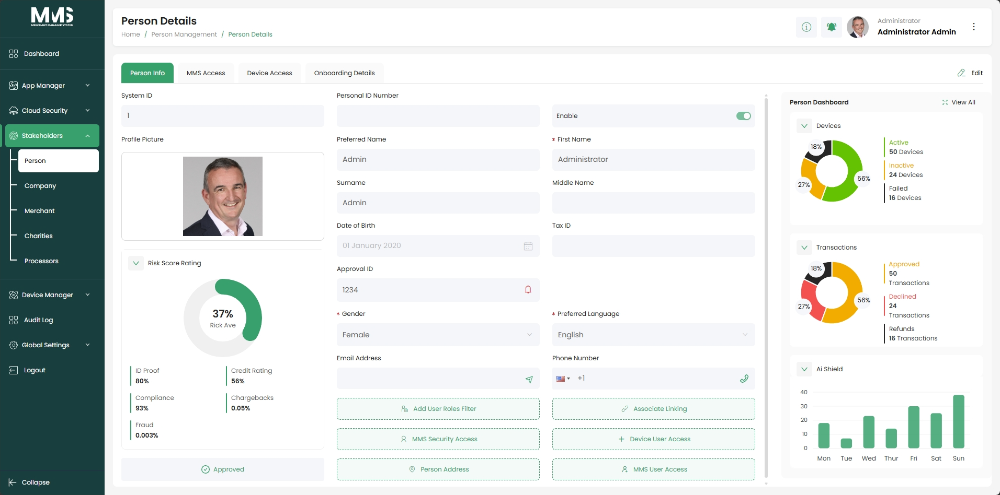 MMS
MERCHANT MANAGER SYSTEM
Dashboard
App Manager
Cloud Security
Stakeholders
Person
Company
Merchant
Charities
Processors
Device Manager
Audit Log
Global Settings
Logout
Collapse
Person Details
Home / Person Management / Person Details
Administrator
Administrator Admin
Person Info
MMS Access
Device Access
Onboarding Details
Edit
System ID
1
Profile Picture
Risk Score Rating
37%
Rick Ave
ID Proof
80%
Credit Rating
56%
Compliance
93%
Chargebacks
0.05%
Fraud
0.003%
Approved
Personal ID Number
Enable
Preferred Name
Admin
* First Name
Administrator
Surname
Admin
Middle Name
Date of Birth
01 January 2020
Tax ID
Approval ID
1234
* Gender
Female
* Preferred Language
English
Email Address
Phone Number
+1
Add User Roles Filter
Associate Linking
MMS Security Access
Device User Access
Person Address
MMS User Access
Person Dashboard
View All
Devices
18%
56%
27%
Active
50 Devices
Inactive
24 Devices
Failed
16 Devices
Transactions
18%
56%
27%
Approved
50
Transactions
Declined
24
Transactions
Refunds
16 Transactions
Ai Shield
40
30
20
10
0
Mon Tue Wed Thur Fri Sat Sun